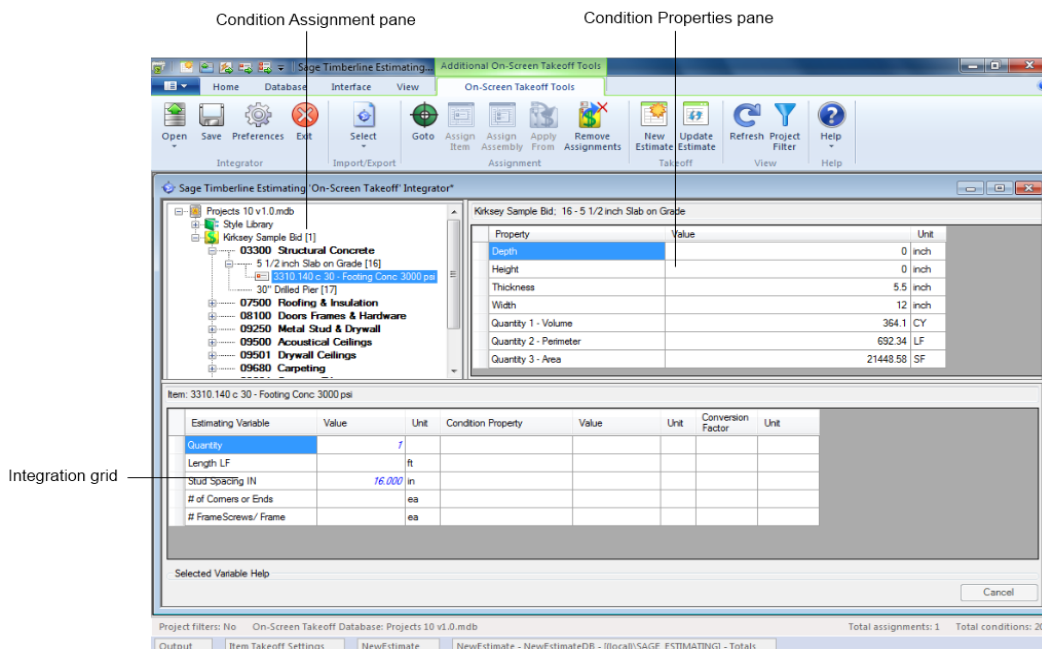 Condition Assignment pane
Condition Properties pane
Sage Timberline Estimating...
Additional On-Screen Takeoff Tools
Home Database Interface View On-Screen Takeoff Tools
Open Save Preferences Exit Select Goto Assign Item Assign Assembly Apply From Remove Assignments New Estimate Update Estimate Refresh Project Filter Help
Integrator Import/Export Assignment Takeoff View Help
Sage Timberline Estimating 'On-Screen Takeoff' Integrator*
Projects 10 v1.0.mdb
Style Library
Kirksey Sample Bid [1]
03300 Structural Concrete
5 1/2 inch Slab on Grade [16]
3310.140 c 30 - Footing Conc 3000 psi
30" Drilled Pier [17]
07500 Roofing & Insulation
08100 Doors Frames & Hardware
09250 Metal Stud & Drywall
09500 Acoustical Ceilings
09501 Drywall Ceilings
09680 Carpeting
Kirksey Sample Bid; 16 - 5 1/2 inch Slab on Grade
Property Value Unit
Depth 0 inch
Height 0 inch
Thickness 5.5 inch
Width 12 inch
Quantity 1 - Volume 364.1 CY
Quantity 2 - Perimeter 692.34 LF
Quantity 3 - Area 21448.58 SF
Item: 3310.140 c 30 - Footing Conc 3000 psi
Estimating Variable Value Unit Condition Property Value Unit Conversion Factor Unit
Quantity 1
Length LF ft
Integration grid
Stud Spacing IN 16.000 in
# of Corners or Ends ea
# FrameScrews/ Frame ea
Selected Variable Help
Cancel
Project filters: No On-Screen Takeoff Database: Projects 10 v1.0.mdb Total assignments: 1 Total conditions: 20
Output Item Takeoff Settings NewEstimate NewEstimate - NewEstimateDB - [(local)\SAGE_ESTIMATING] - Totals